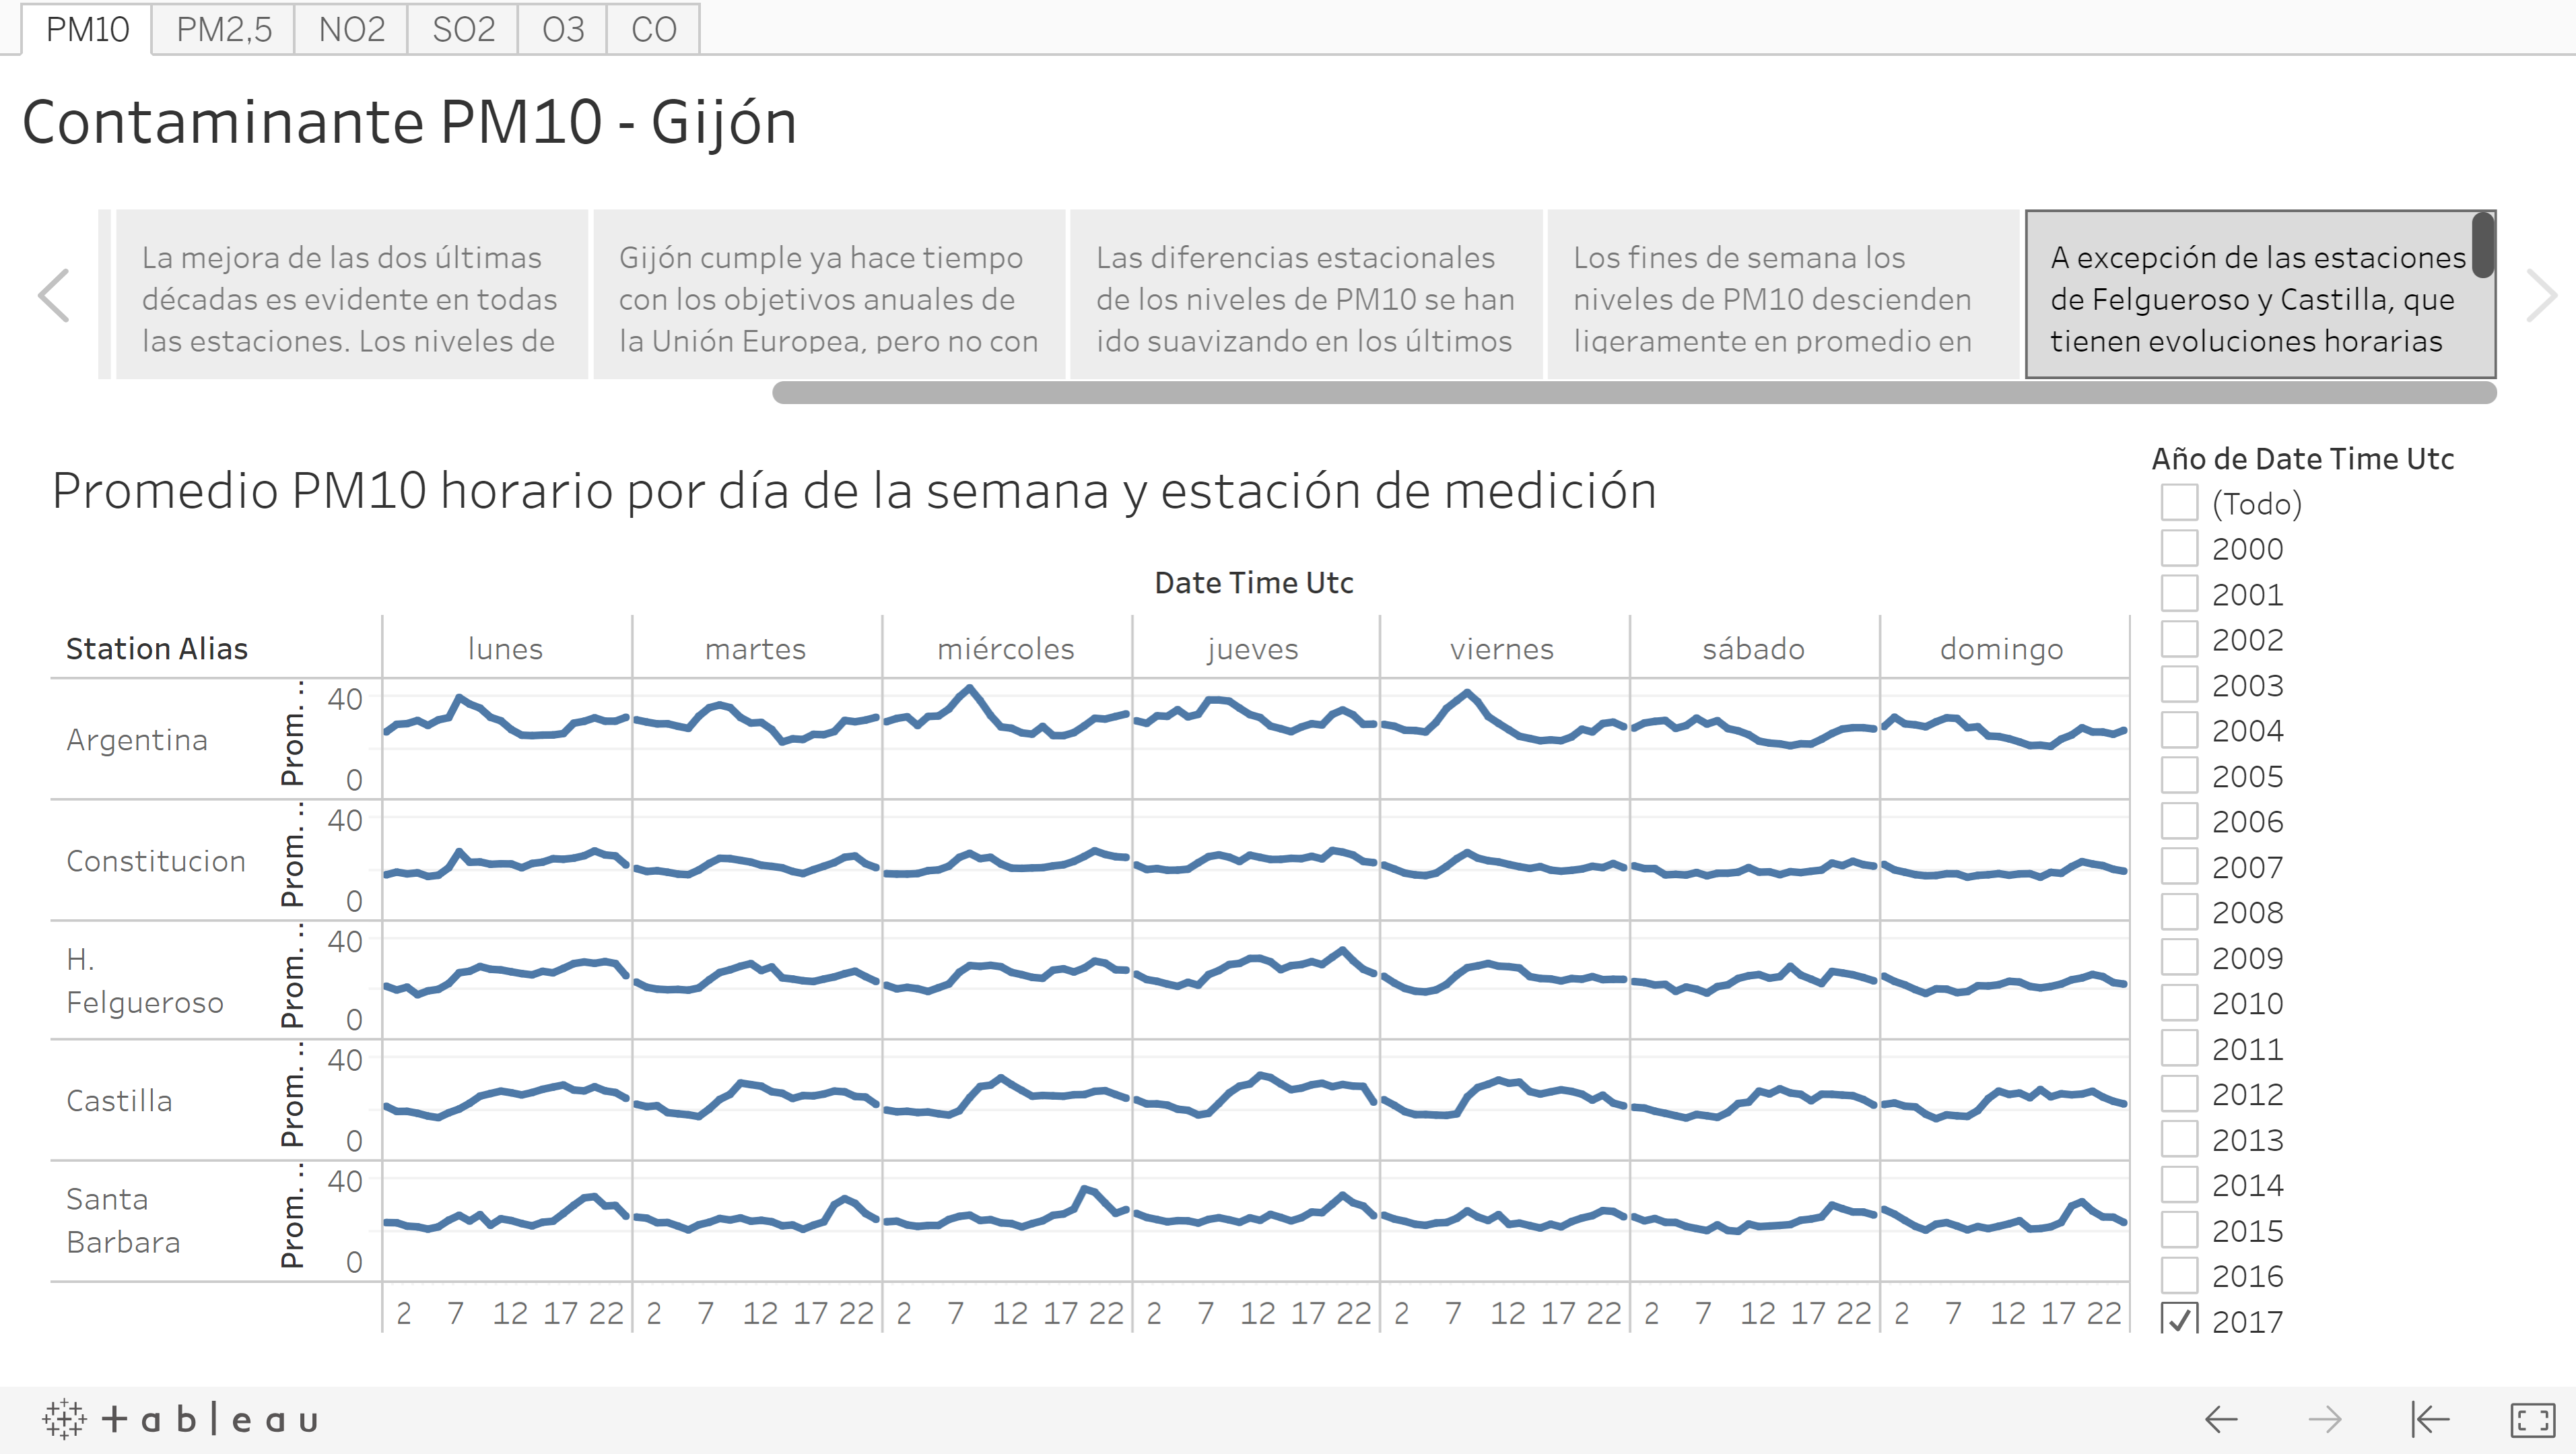 PM10 PM2,5 NO2 SO2 O3 CO
Contaminante PM10 - Gijón
La mejora de las dos últimas
décadas es evidente en todas
las estaciones. Los niveles de
Gijón cumple ya hace tiempo
con los objetivos anuales de
la Unión Europea, pero no con
Las diferencias estacionales
de los niveles de PM10 se han
ido suavizando en los últimos
Los fines de semana los
niveles de PM10 descienden
ligeramente en promedio en
A excepción de las estaciones
de Felgueroso y Castilla, que
tienen evoluciones horarias
Promedio PM10 horario por día de la semana y estación de medición
Date Time Utc
Station Alias lunes martes miércoles jueves viernes sábado domingo
Argentina Prom. .. 40 0
Constitucion Prom. .. 40 0
H.
Felgueroso Prom. .. 40 0
Castilla Prom. .. 40 0
Santa
Barbara Prom. .. 40 0
2 7 12 17 22 2 7 12 17 22 2 7 12 17 22 2 7 12 17 22 2 7 12 17 22 2 7 12 17 22 2 7 12 17 22
Año de Date Time Utc
(Todo)
2000
2001
2002
2003
2004
2005
2006
2007
2008
2009
2010
2011
2012
2013
2014
2015
2016
2017
+ a b l e a u